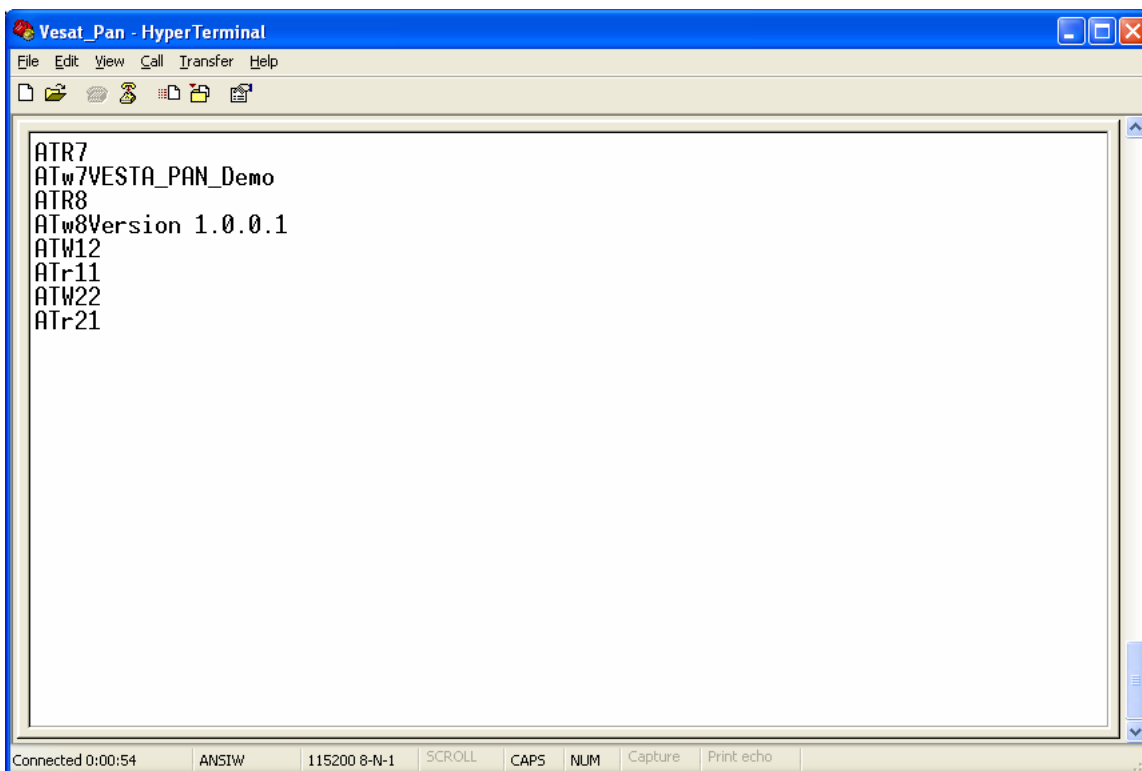 Vesat_Pan - HyperTerminal
File Edit View Call Transfer Help
ATR7
ATw7VESTA_PAN_Demo
ATR8
ATw8Version 1.0.0.1
ATW12
ATr11
ATW22
ATr21
Connected 0:00:54 ANSIW 115200 8-N-1 SCROLL CAPS NUM Capture Print echo